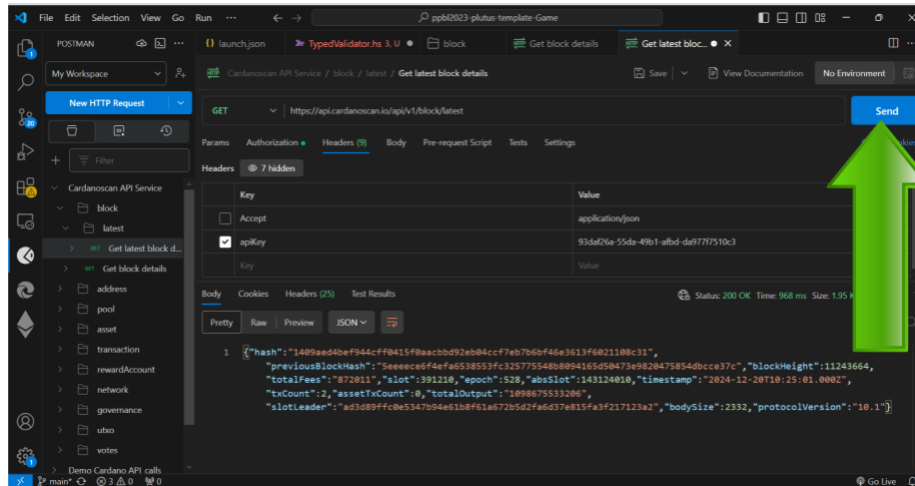 File Edit Selection View Go Run ··· ppbl2023-plutus-template-Game
POSTMAN ···
launch.json TypedValidator.hs 3, U block Get block details Get latest bloc... ···
My Workspace
Cardanoscan API Service / block / latest / Get latest block details Save View Documentation No Environment
New HTTP Request
GET https://api.cardanoscan.io/api/v1/block/latest Send
Params Authorization Headers (9) Body Pre-request Script Tests Settings
Filter
Headers 7 hidden
Key Value
Accept application/json
apiKey 93daf26a-55da-49b1-afbd-da977f7510c3
Key Value
Cardanoscan API Service
block
latest
GET Get latest block d...
GET Get block details
address
pool
asset
transaction
rewardAccount
network
governance
utxo
votes
Demo Cardano API calls
Body Cookies Headers (25) Test Results Status: 200 OK Time: 968 ms Size: 1.95
Pretty Raw Preview JSON
1 {"hash":"1409aed4bef944cff0415f0aacbbd92eb04ccf7eb7b6bf46e3613f6021108c31",
"previousBlockHash":"5eeeece6f4efa6538553fc325775548b8094165d50473e9820475854dbcce37c","blockHeight":11243664,
"totalFees":"872011","slot":391210,"epoch":528,"absSlot":143124010,"timestamp":"2024-12-20T10:25:01.000Z",
"txCount":2,"assetTxCount":0,"totalOutput":"1098675533206",
"slotLeader":"ad3d89ffc0e5347b94e61b8f61a672b5d2fa6d37e815fa3f217123a2","bodySize":2332,"protocolVersion":"10.1"}
main* 3 0 0 Go Live